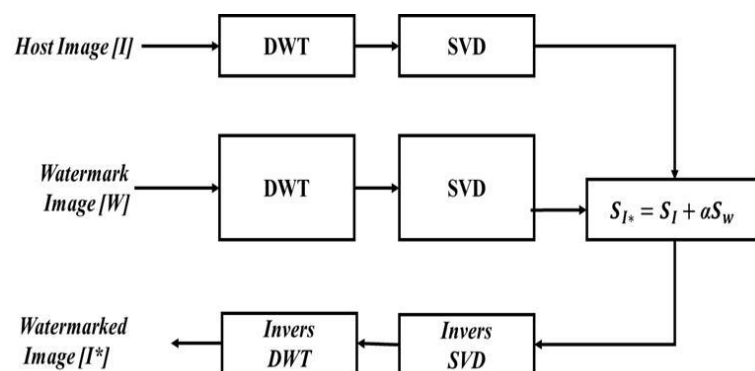 Host Image [I]
DWT
SVD
Watermark
Image [W]
DWT
SVD
S_{I*} = S_I + αS_w
Watermarked
Image [I*]
Invers
DWT
Invers
SVD